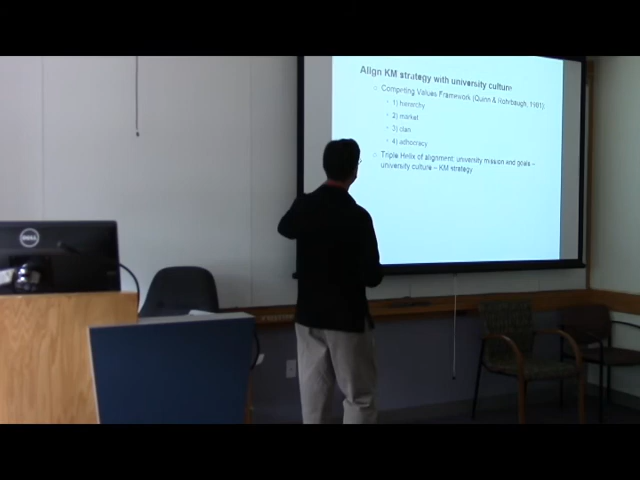 Align KM strategy with university culture
Competing Values Framework (Quinn & Rohrbaugh, 1981):
1) hierarchy
2) market
3) clan
4) adhocracy
Triple Helix of alignment: university mission and goals –
university culture – KM strategy
DELL